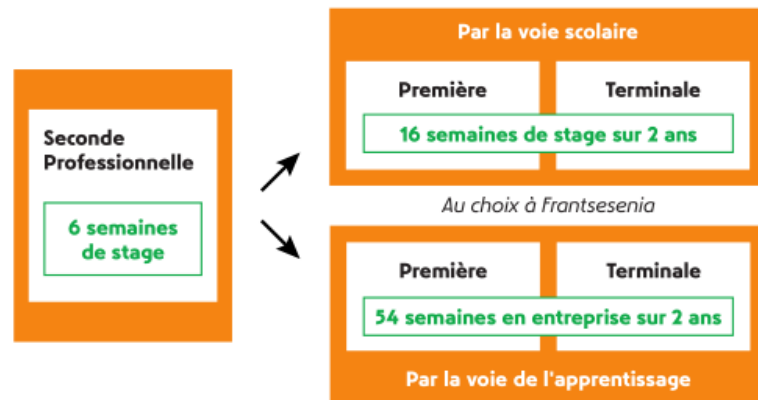 Seconde
Professionnelle
6 semaines
de stage
Par la voie scolaire
Première
Terminale
16 semaines de stage sur 2 ans
Au choix à Frantsesenia
Première
Terminale
54 semaines en entreprise sur 2 ans
Par la voie de l'apprentissage